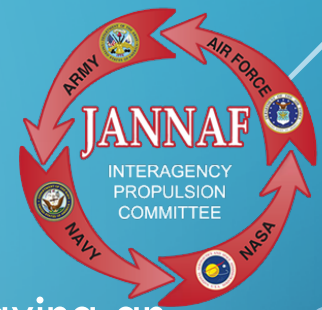 ARMY
AIR FORCE
JANNAF
INTERAGENCY
PROPULSION
COMMITTEE
NAVY
NASA